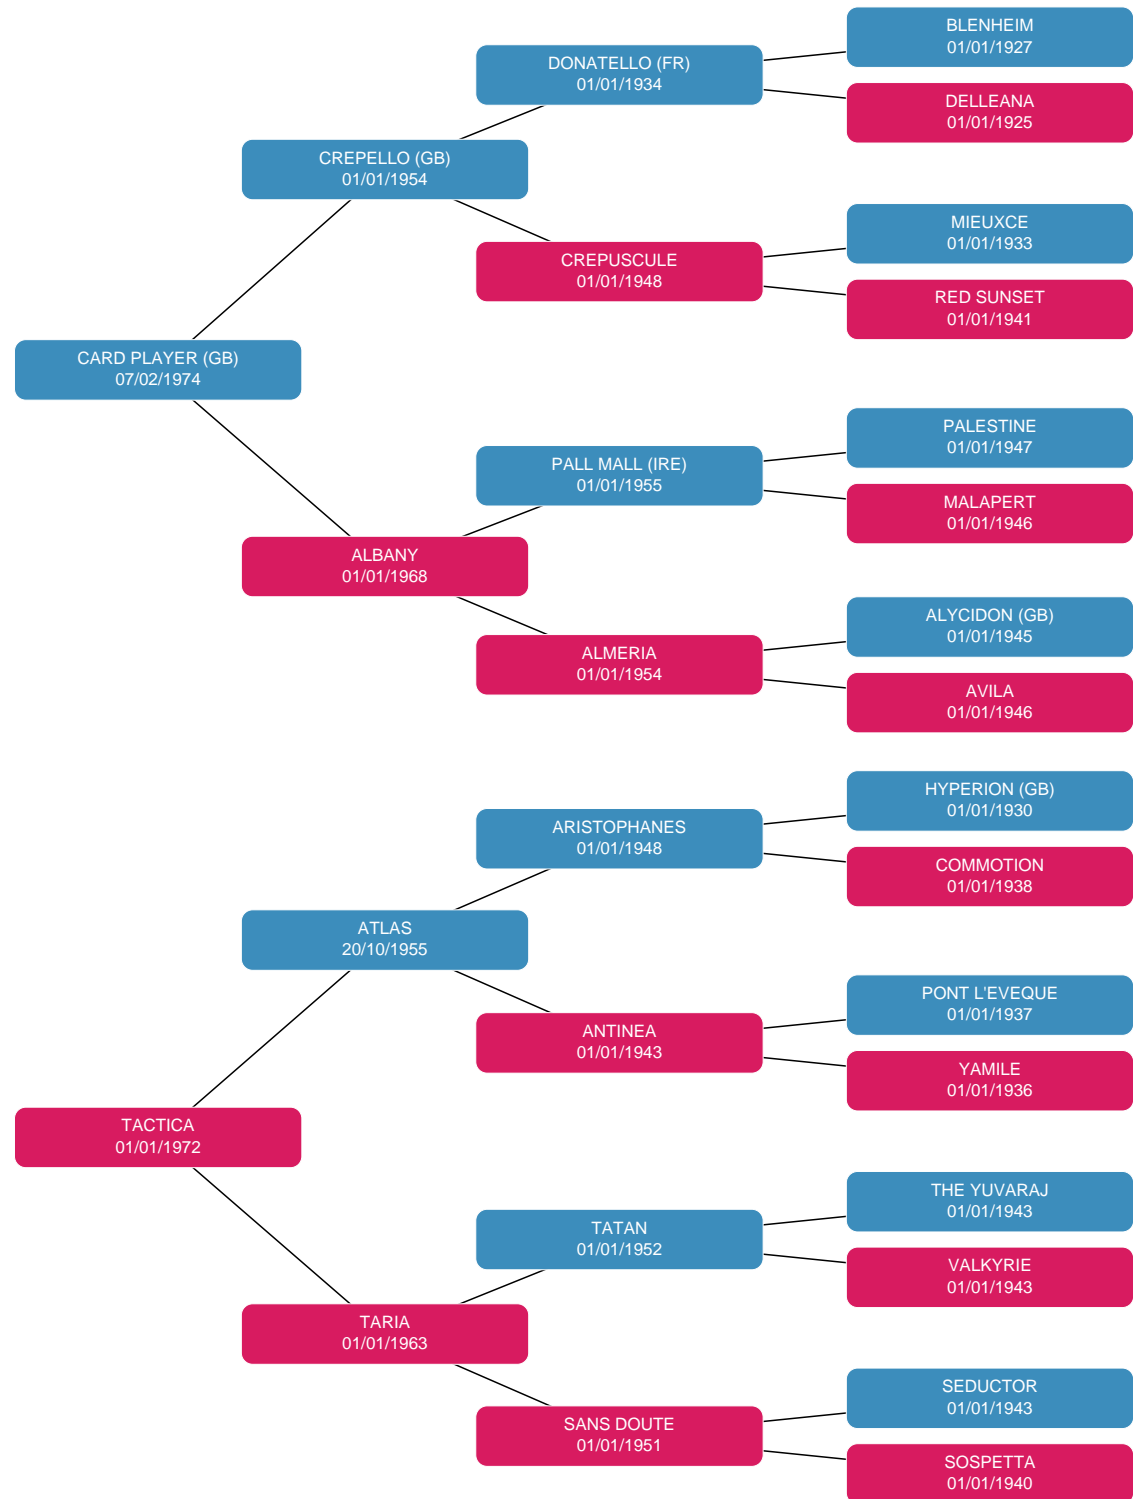 BLENHEIM
01/01/1927
DONATELLO (FR)
01/01/1934
DELLEANA
01/01/1925
CREPELLO (GB)
01/01/1954
MIEUXCE
01/01/1933
CREPUSCULE
01/01/1948
RED SUNSET
01/01/1941
CARD PLAYER (GB)
07/02/1974
PALESTINE
01/01/1947
PALL MALL (IRE)
01/01/1955
MALAPERT
01/01/1946
ALBANY
01/01/1968
ALYCIDON (GB)
01/01/1945
ALMERIA
01/01/1954
AVILA
01/01/1946
HYPERION (GB)
01/01/1930
ARISTOPHANES
01/01/1948
COMMOTION
01/01/1938
ATLAS
20/10/1955
PONT L'EVEQUE
01/01/1937
ANTINEA
01/01/1943
YAMILE
01/01/1936
TACTICA
01/01/1972
THE YUVARAJ
01/01/1943
TATAN
01/01/1952
VALKYRIE
01/01/1943
TARIA
01/01/1963
SEDUCTOR
01/01/1943
SANS DOUTE
01/01/1951
SOSPETTA
01/01/1940